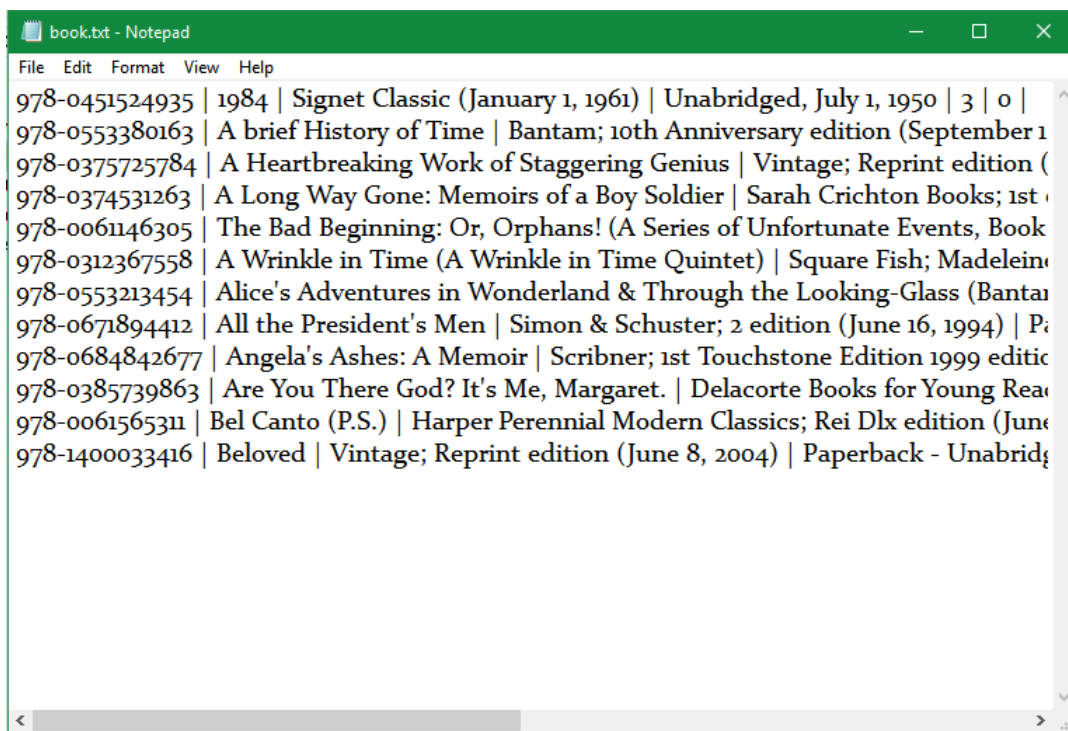 book.txt - Notepad
File Edit Format View Help
978-0451524935 | 1984 | Signet Classic (January 1, 1961) | Unabridged, July 1, 1950 | 3 | 0 |
978-0553380163 | A brief History of Time | Bantam; 10th Anniversary edition (September 1
978-0375725784 | A Heartbreaking Work of Staggering Genius | Vintage; Reprint edition (
978-0374531263 | A Long Way Gone: Memoirs of a Boy Soldier | Sarah Crichton Books; 1st
978-0061146305 | The Bad Beginning: Or, Orphans! (A Series of Unfortunate Events, Book
978-0312367558 | A Wrinkle in Time (A Wrinkle in Time Quintet) | Square Fish; Madeleine
978-0553213454 | Alice's Adventures in Wonderland & Through the Looking-Glass (Bantam
978-0671894412 | All the President's Men | Simon & Schuster; 2 edition (June 16, 1994) | Pa
978-0684842677 | Angela's Ashes: A Memoir | Scribner; 1st Touchstone Edition 1999 editio
978-0385739863 | Are You There God? It's Me, Margaret. | Delacorte Books for Young Read
978-0061565311 | Bel Canto (P.S.) | Harper Perennial Modern Classics; Rei Dlx edition (June
978-1400033416 | Beloved | Vintage; Reprint edition (June 8, 2004) | Paperback - Unabridg